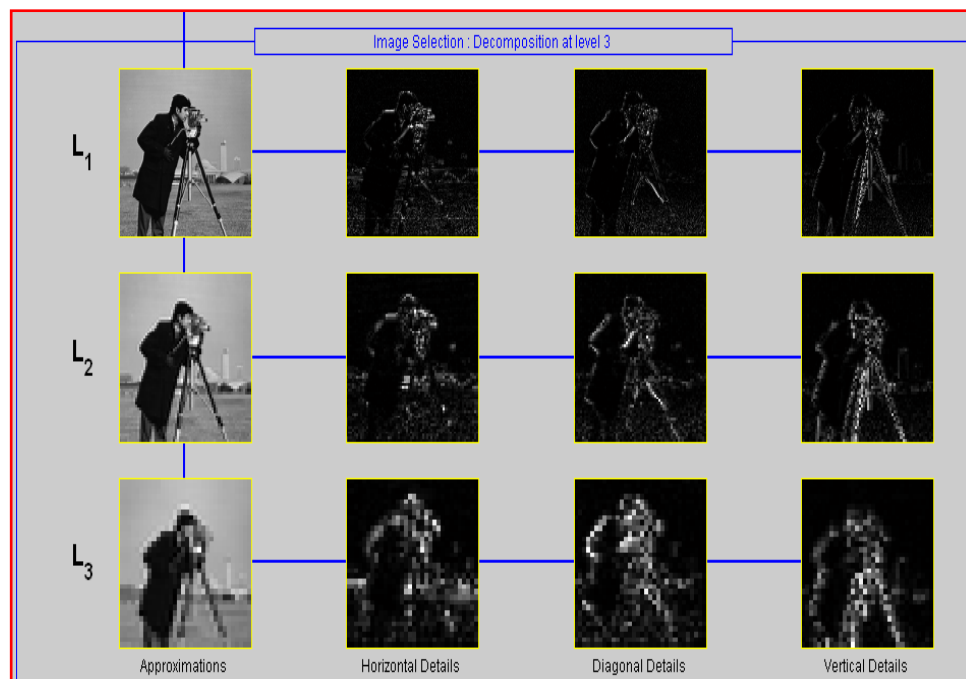 Image Selection : Decomposition at level 3
L1
L2
L3
Approximations
Horizontal Details
Diagonal Details
Vertical Details